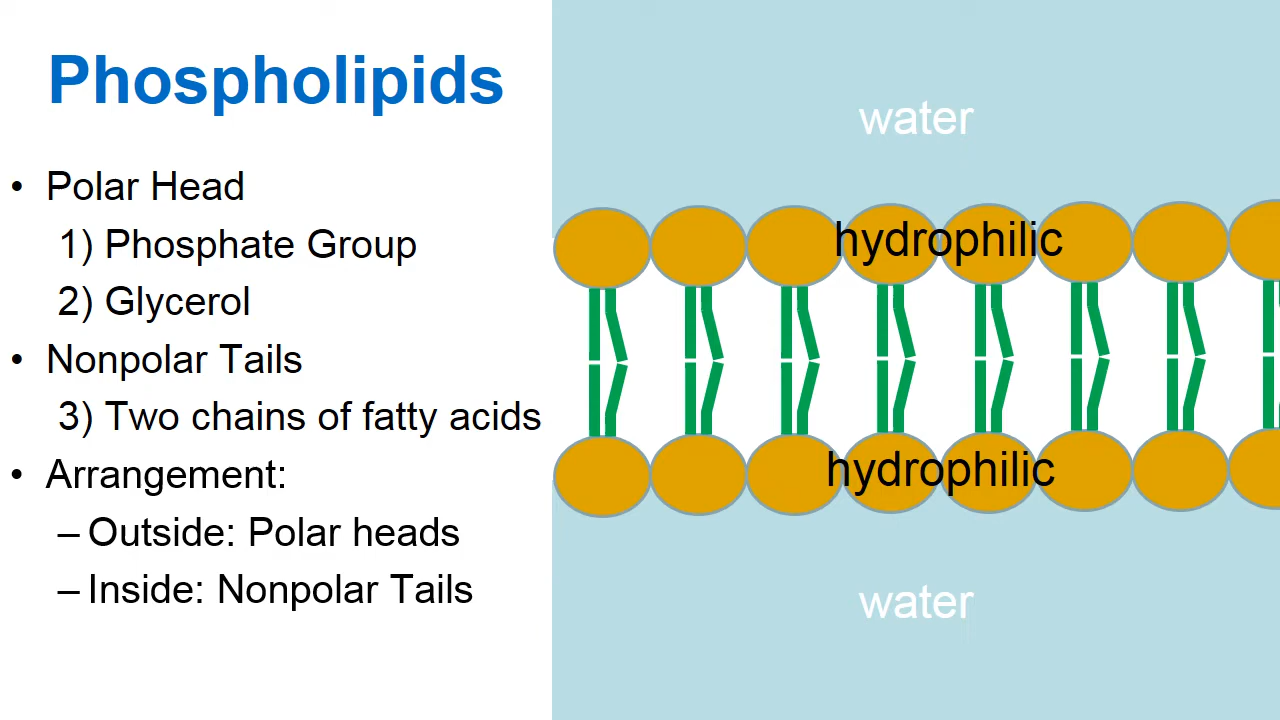 Phospholipids
• Polar Head
1) Phosphate Group
2) Glycerol
• Nonpolar Tails
3) Two chains of fatty acids
• Arrangement:
– Outside: Polar heads
– Inside: Nonpolar Tails
water
hydrophilic
hydrophilic
water